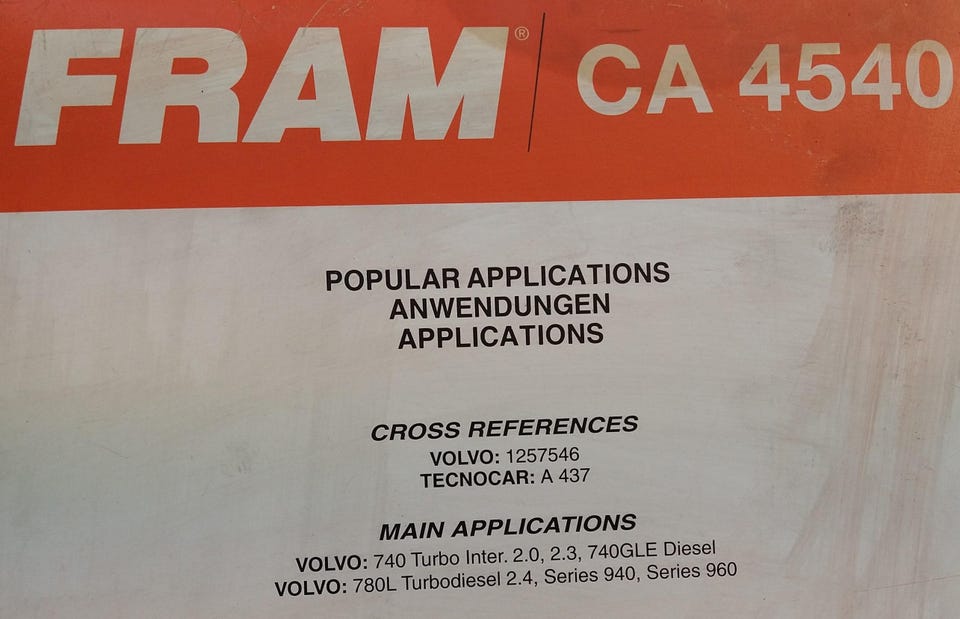 FRAM® CA 4540
POPULAR APPLICATIONS
ANWENDUNGEN
APPLICATIONS
CROSS REFERENCES
VOLVO: 1257546
TECNOCAR: A 437
MAIN APPLICATIONS
VOLVO: 740 Turbo Inter. 2.0, 2.3, 740GLE Diesel
VOLVO: 780L Turbodiesel 2.4, Series 940, Series 960